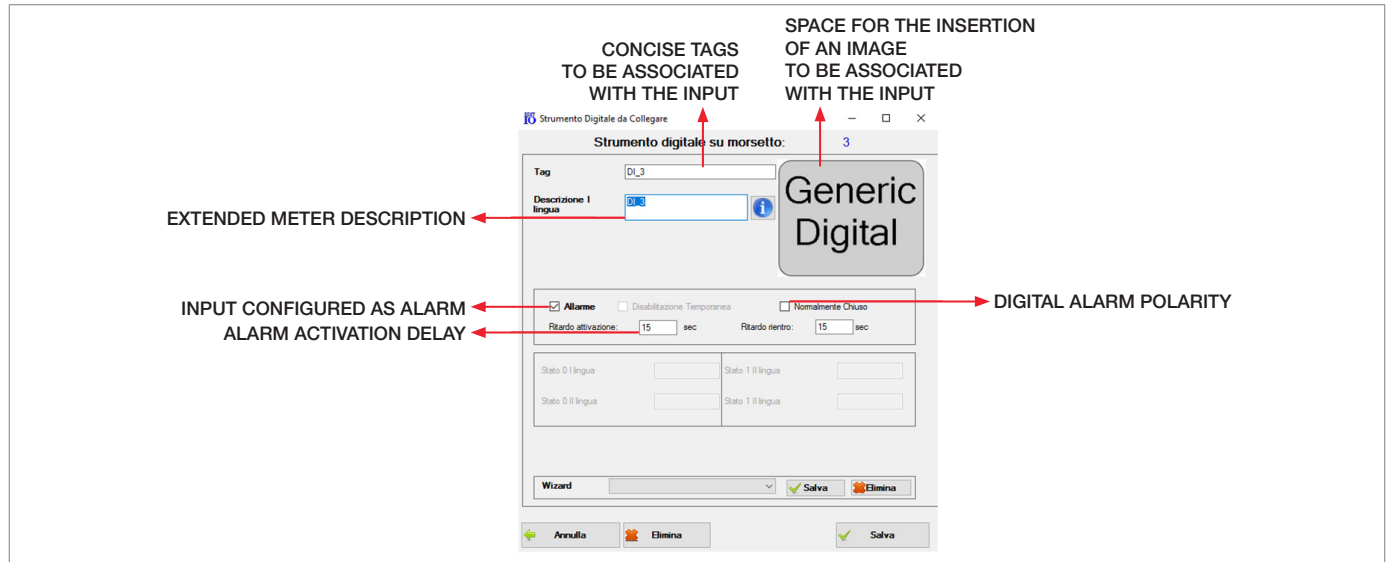 SPACE FOR THE INSERTION
OF AN IMAGE
TO BE ASSOCIATED
WITH THE INPUT
CONCISE TAGS
TO BE ASSOCIATED
WITH THE INPUT
Strumento Digitale da Collegare
Strumento digitale su morsetto: 3
Tag DI_3
Descrizione I
lingua
DI_3
Generic
Digital
EXTENDED METER DESCRIPTION
INPUT CONFIGURED AS ALARM
Allarme Disabilitazione Temporanea Normalmente Chiuso
DIGITAL ALARM POLARITY
ALARM ACTIVATION DELAY
Ritardo attivazione: 15 sec Ritardo rientro: 15 sec
Stato 0 I lingua Stato 1 II lingua
Stato 0 II lingua Stato 1 II lingua
Wizard Salva Elimina
Annulla Elimina Salva